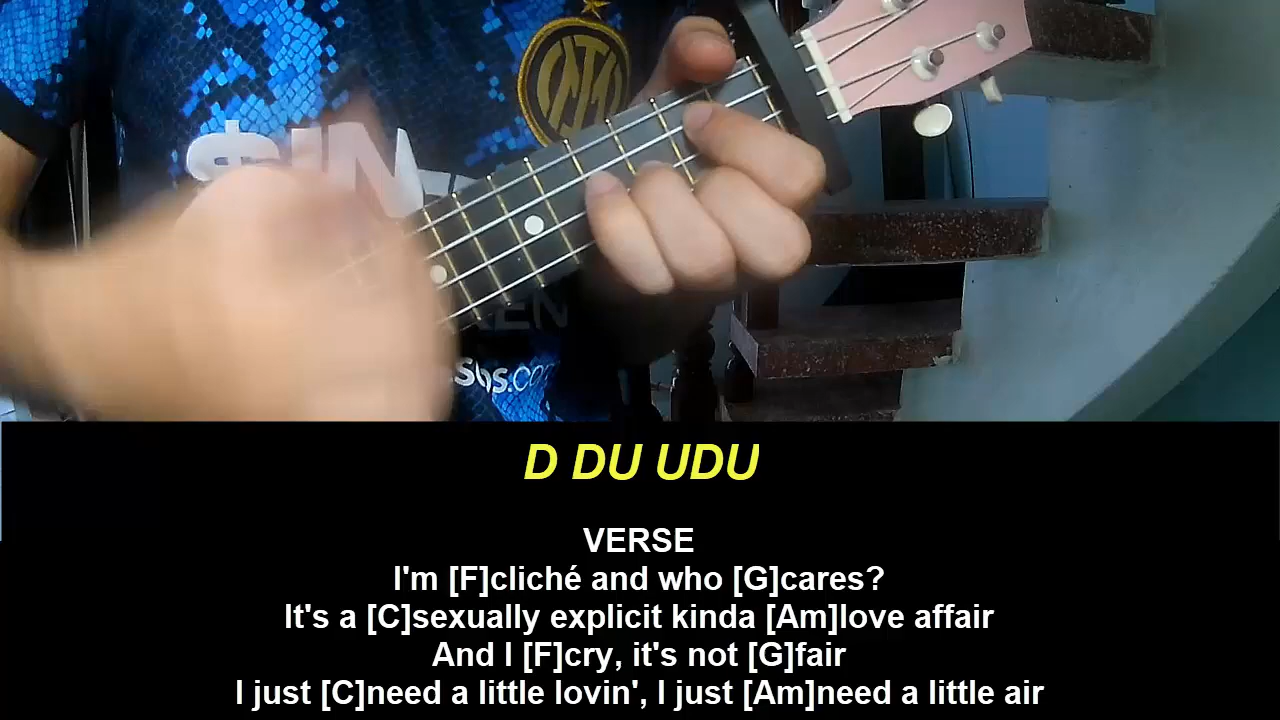 $IN
D DU UDU
VERSE
I'm [F]cliché and who [G]cares?
It's a [C]sexually explicit kinda [Am]love affair
And I [F]cry, it's not [G]fair
I just [C]need a little lovin', I just [Am]need a little air